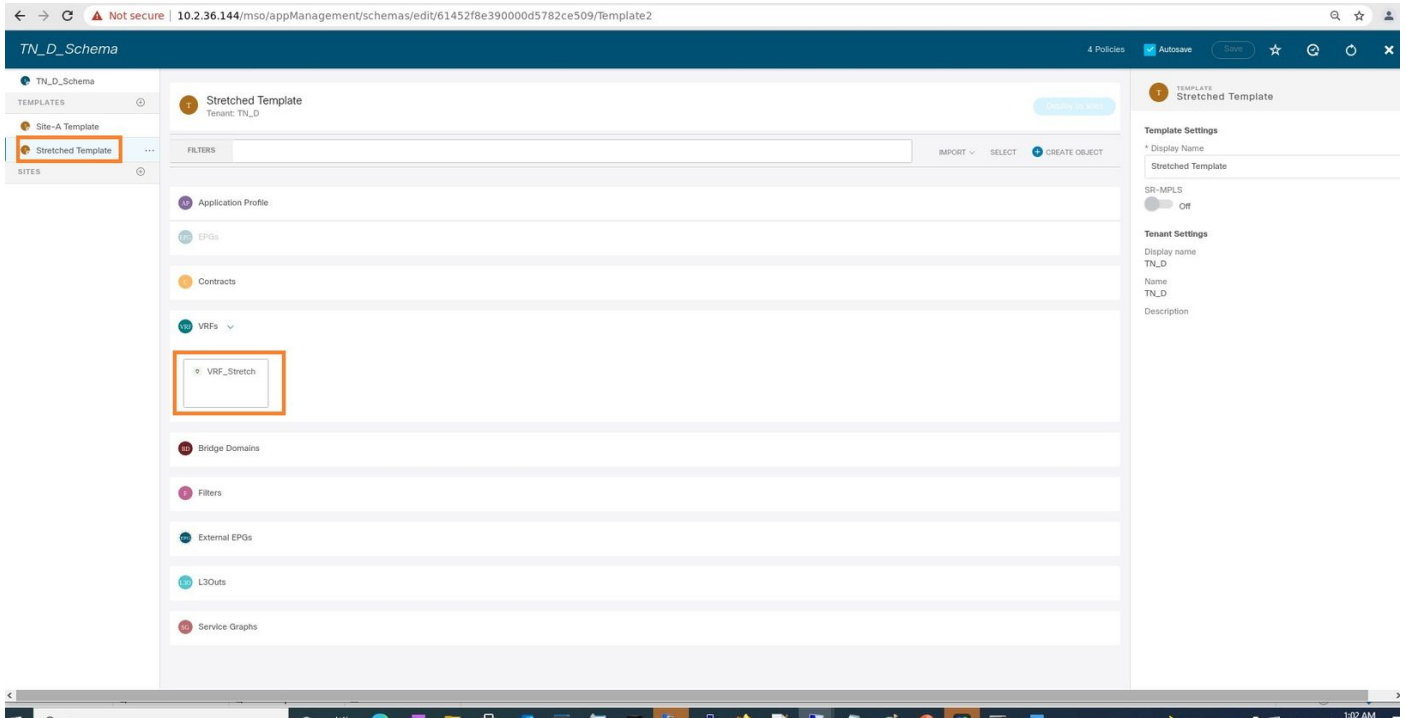 Not secure | 10.2.36.144/mso/appManagement/schemas/edit/61452f8e390000d5782ce509/Template2
TN_D_Schema
4 Policies
Autosave
Save
TN_D_Schema
TEMPLATES
Site-A Template
Stretched Template
SITES
T
Stretched Template
Tenant: TN_D
FILTERS
IMPORT
SELECT
CREATE OBJECT
AP Application Profile
EPG EPGs
C Contracts
VRF VRFs
VRF_Stretch
BD Bridge Domains
F Filters
External EPGs
L3O L3Outs
SG Service Graphs
T
TEMPLATE
Stretched Template
Template Settings
* Display Name
Stretched Template
SR-MPLS
Off
Tenant Settings
Display name
TN_D
Name
TN_D
Description
1:02 AM